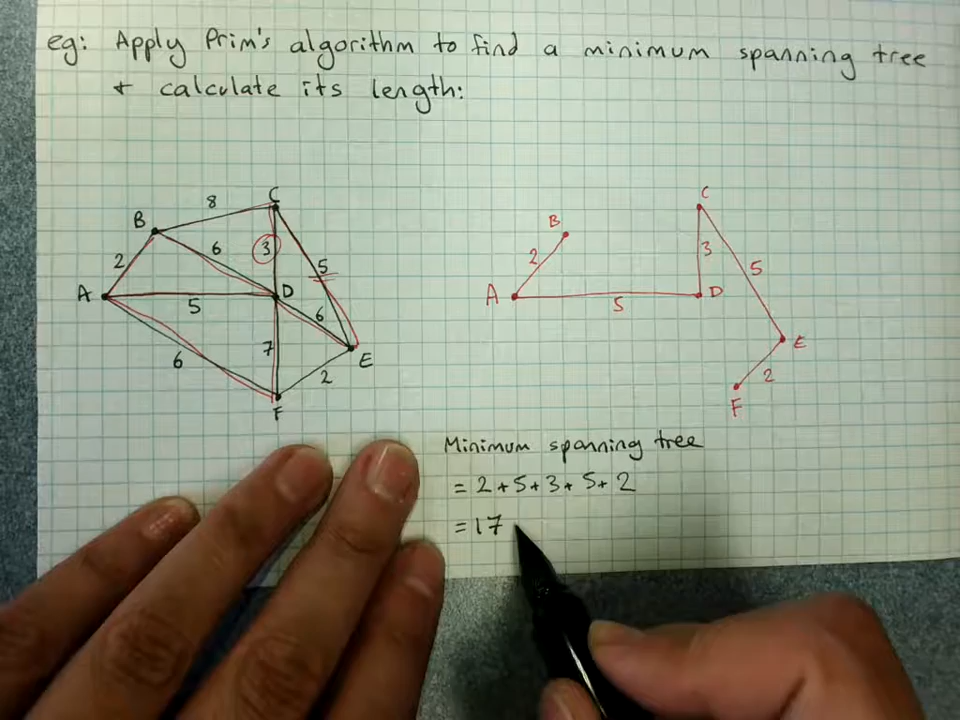 eg: Apply Prim's algorithm to find a minimum spanning tree
+ calculate its length:
C
8
B
6
3
2
5
A
D
5
6
7
6
E
2
F
C
B
2
3
5
A
D
5
E
2
F
Minimum spanning tree
= 2+5+3+5+2
= 17